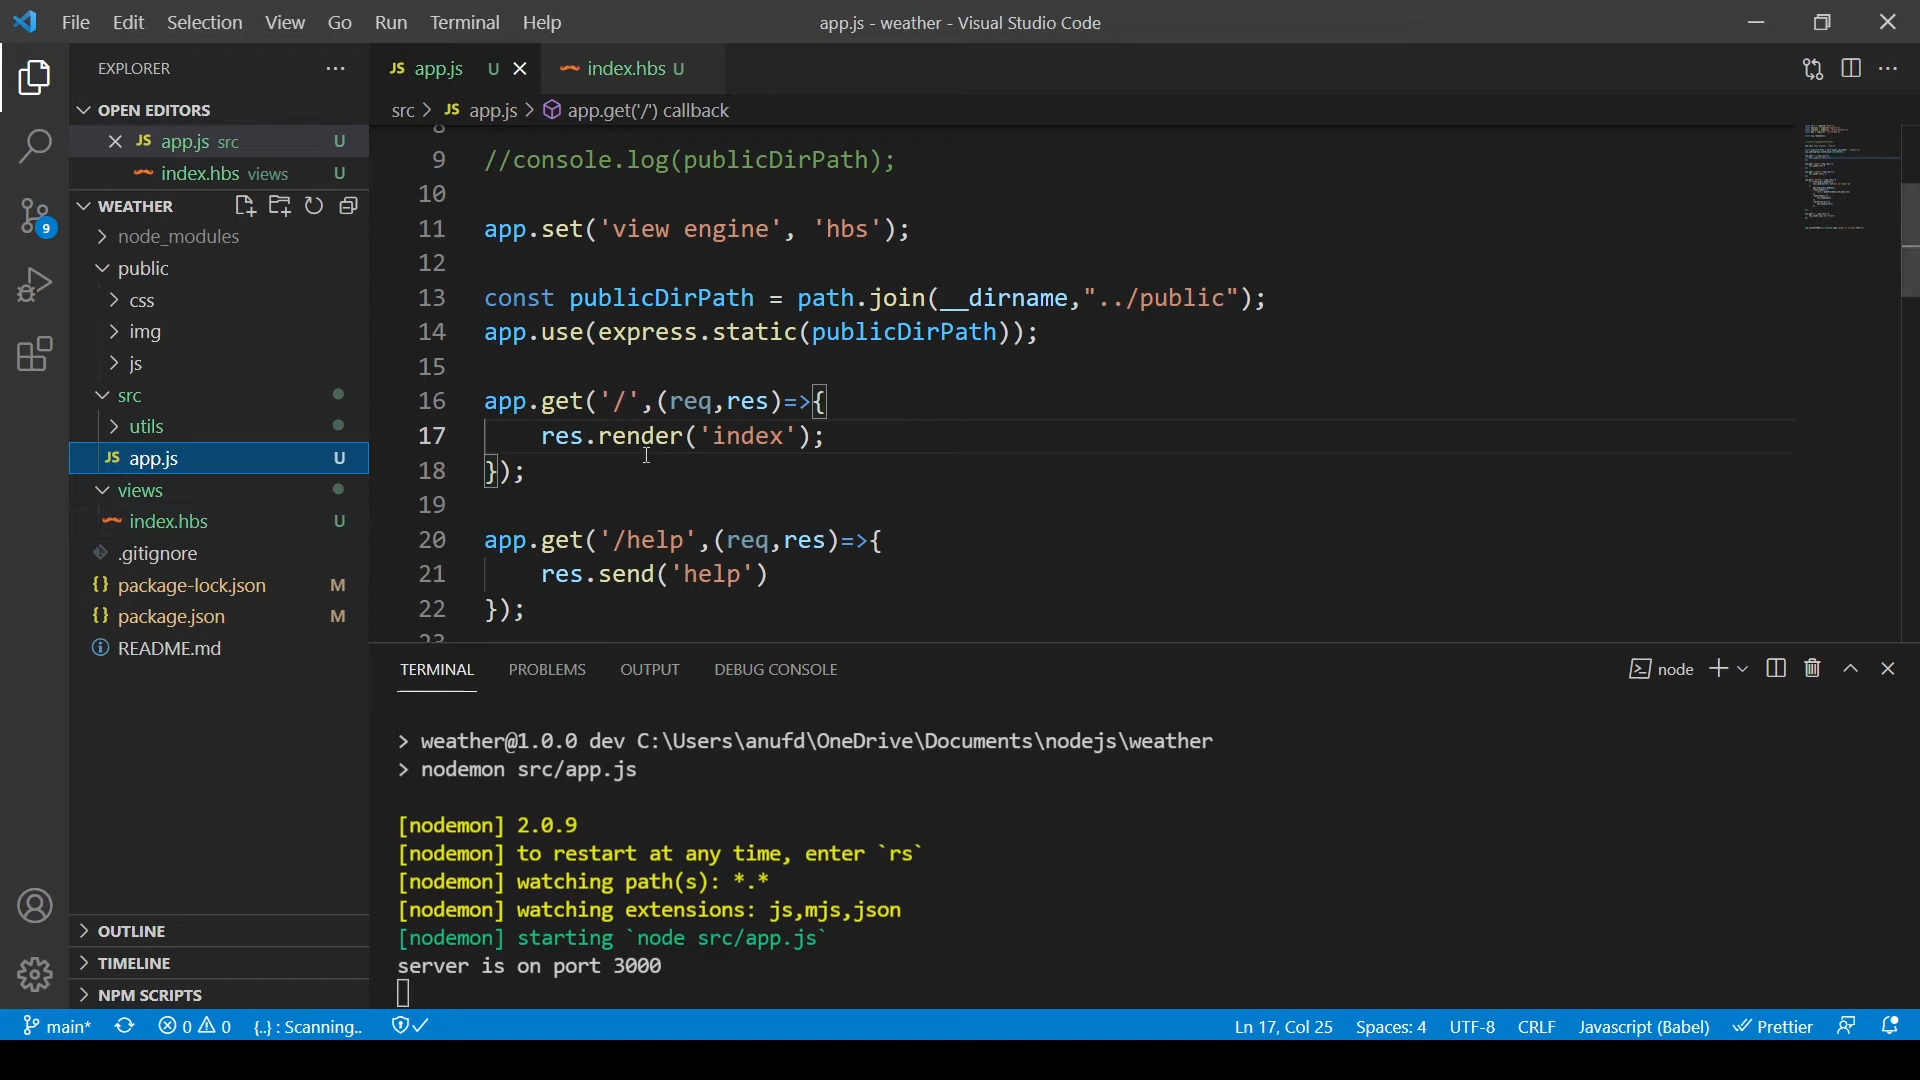 File Edit Selection View Go Run Terminal Help
app.js - weather - Visual Studio Code
EXPLORER
JS app.js U
index.hbs U
OPEN EDITORS
src > JS app.js > app.get('/') callback
JS app.js src U
index.hbs views U
WEATHER
node_modules
public
css
img
js
src
utils
JS app.js U
views
index.hbs U
.gitignore
{} package-lock.json M
{} package.json M
README.md
OUTLINE
TIMELINE
NPM SCRIPTS
9
8
9 //console.log(publicDirPath);
10
11 app.set('view engine', 'hbs');
12
13 const publicDirPath = path.join(__dirname,"../public");
14 app.use(express.static(publicDirPath));
15
16 app.get('/',(req,res)=>{
17 res.render('index');
18 });
19
20 app.get('/help',(req,res)=>{
21 res.send('help')
22 });
23
TERMINAL PROBLEMS OUTPUT DEBUG CONSOLE
node
> weather@1.0.0 dev C:\Users\anufd\OneDrive\Documents\nodejs\weather
> nodemon src/app.js
[nodemon] 2.0.9
[nodemon] to restart at any time, enter `rs`
[nodemon] watching path(s): *.*
[nodemon] watching extensions: js,mjs,json
[nodemon] starting `node src/app.js`
server is on port 3000
main* 0 0 {..} : Scanning.. Ln 17, Col 25 Spaces: 4 UTF-8 CRLF Javascript (Babel) Prettier